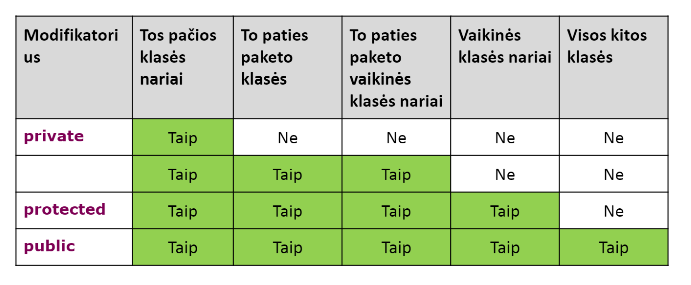 Modifikatori
us
Tos pačios
klasės
nariai
To paties
paketo
klasės
To paties
paketo
vaikinės
klasės nariai
Vaikinės
klasės nariai
Visos kitos
klasės
private Taip Ne Ne Ne Ne
Taip Taip Taip Ne Ne
protected Taip Taip Taip Taip Ne
public Taip Taip Taip Taip Taip